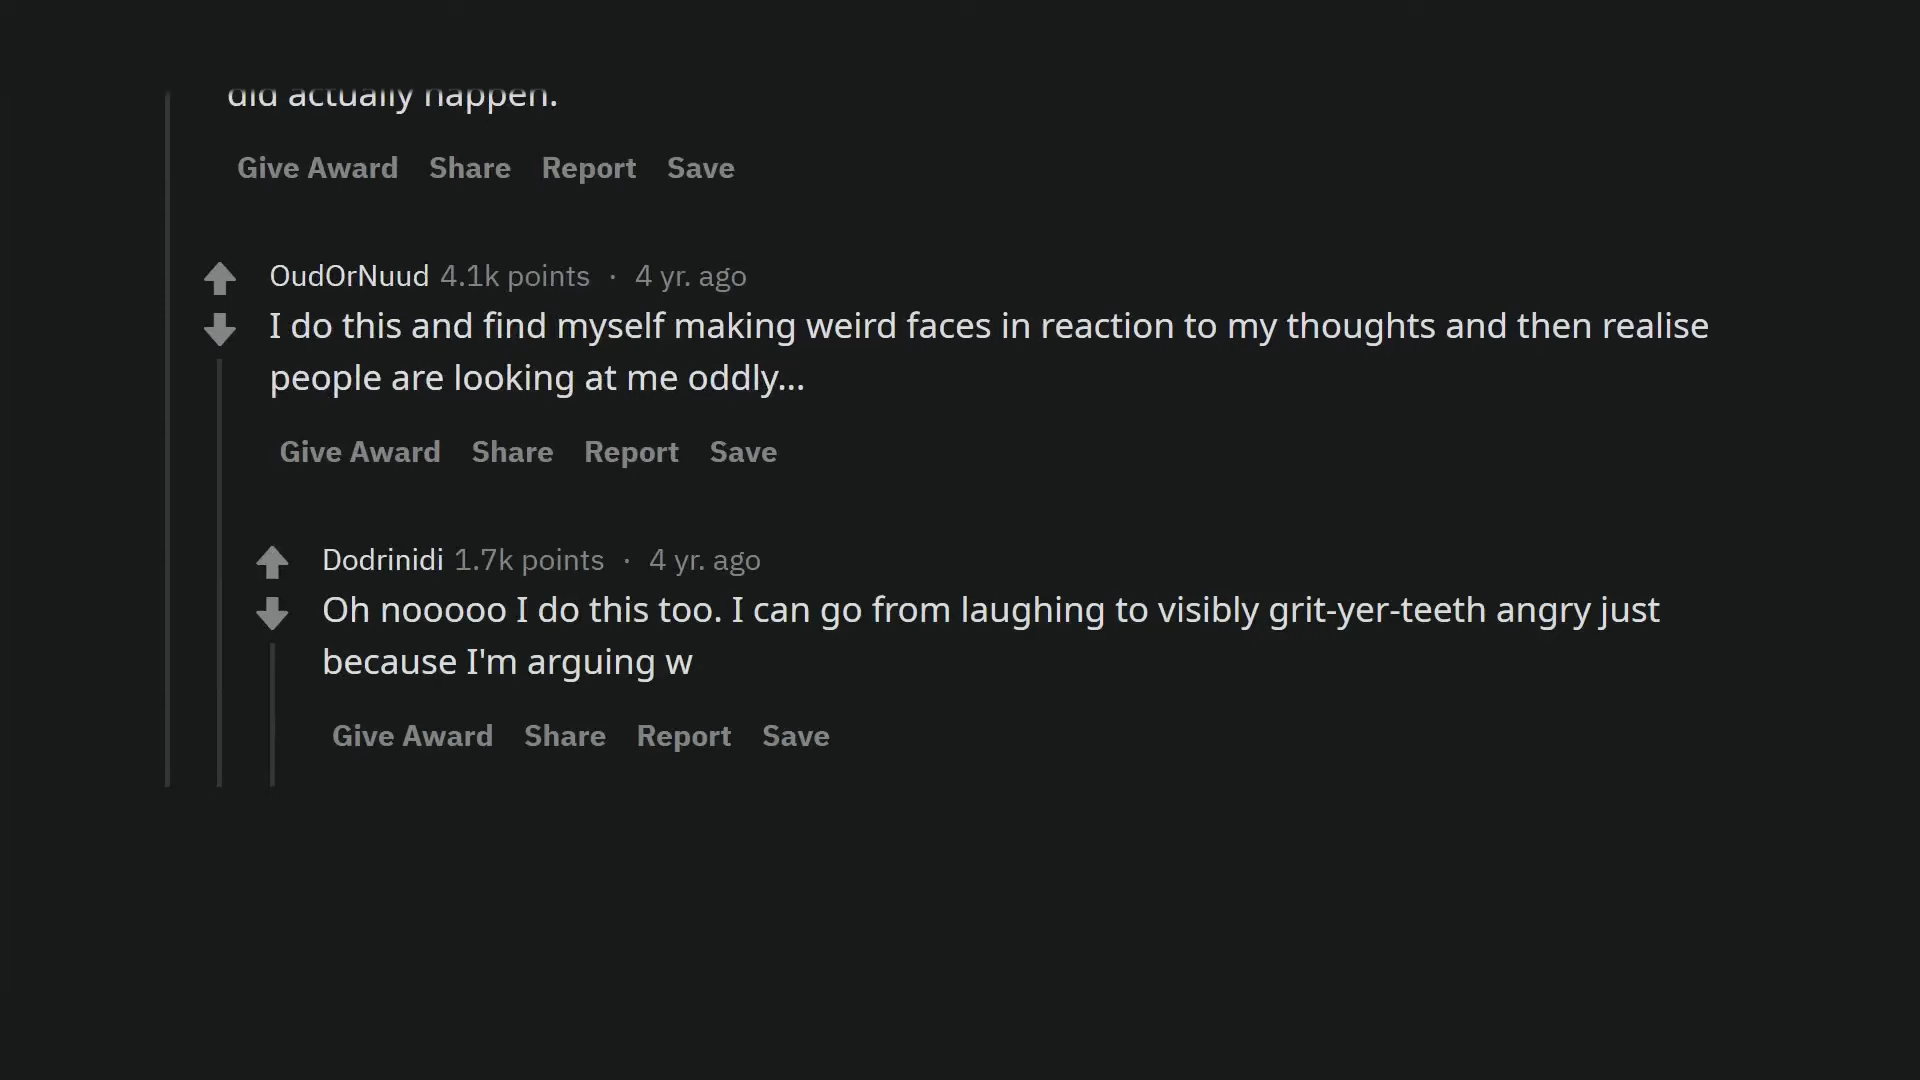 did actually happen.
Give Award Share Report Save
OudOrNuud 4.1k points · 4 yr. ago
I do this and find myself making weird faces in reaction to my thoughts and then realise
people are looking at me oddly...
Give Award Share Report Save
Dodrinidi 1.7k points · 4 yr. ago
Oh nooooo I do this too. I can go from laughing to visibly grit-yer-teeth angry just
because I'm arguing w
Give Award Share Report Save